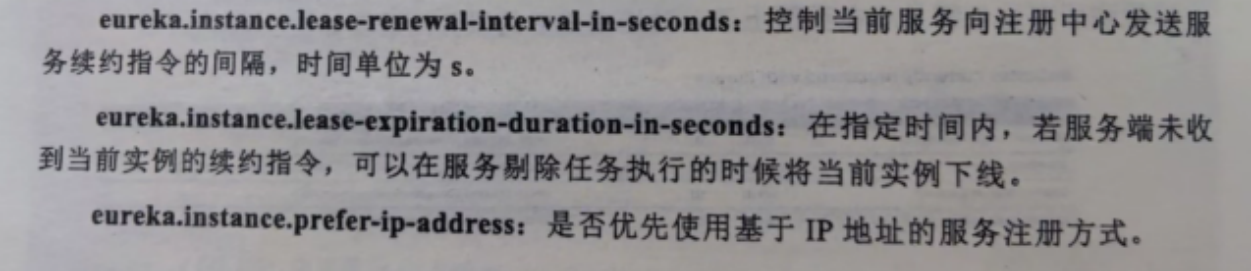 eureka.instance.lease-renewal-interval-in-seconds：控制当前服务向注册中心发送服
务续约指令的间隔，时间单位为 s。
eureka.instance.lease-expiration-duration-in-seconds：在指定时间内，若服务端未收
到当前实例的续约指令，可以在服务剔除任务执行的时候将当前实例下线。
eureka.instance.prefer-ip-address：是否优先使用基于 IP 地址的服务注册方式。